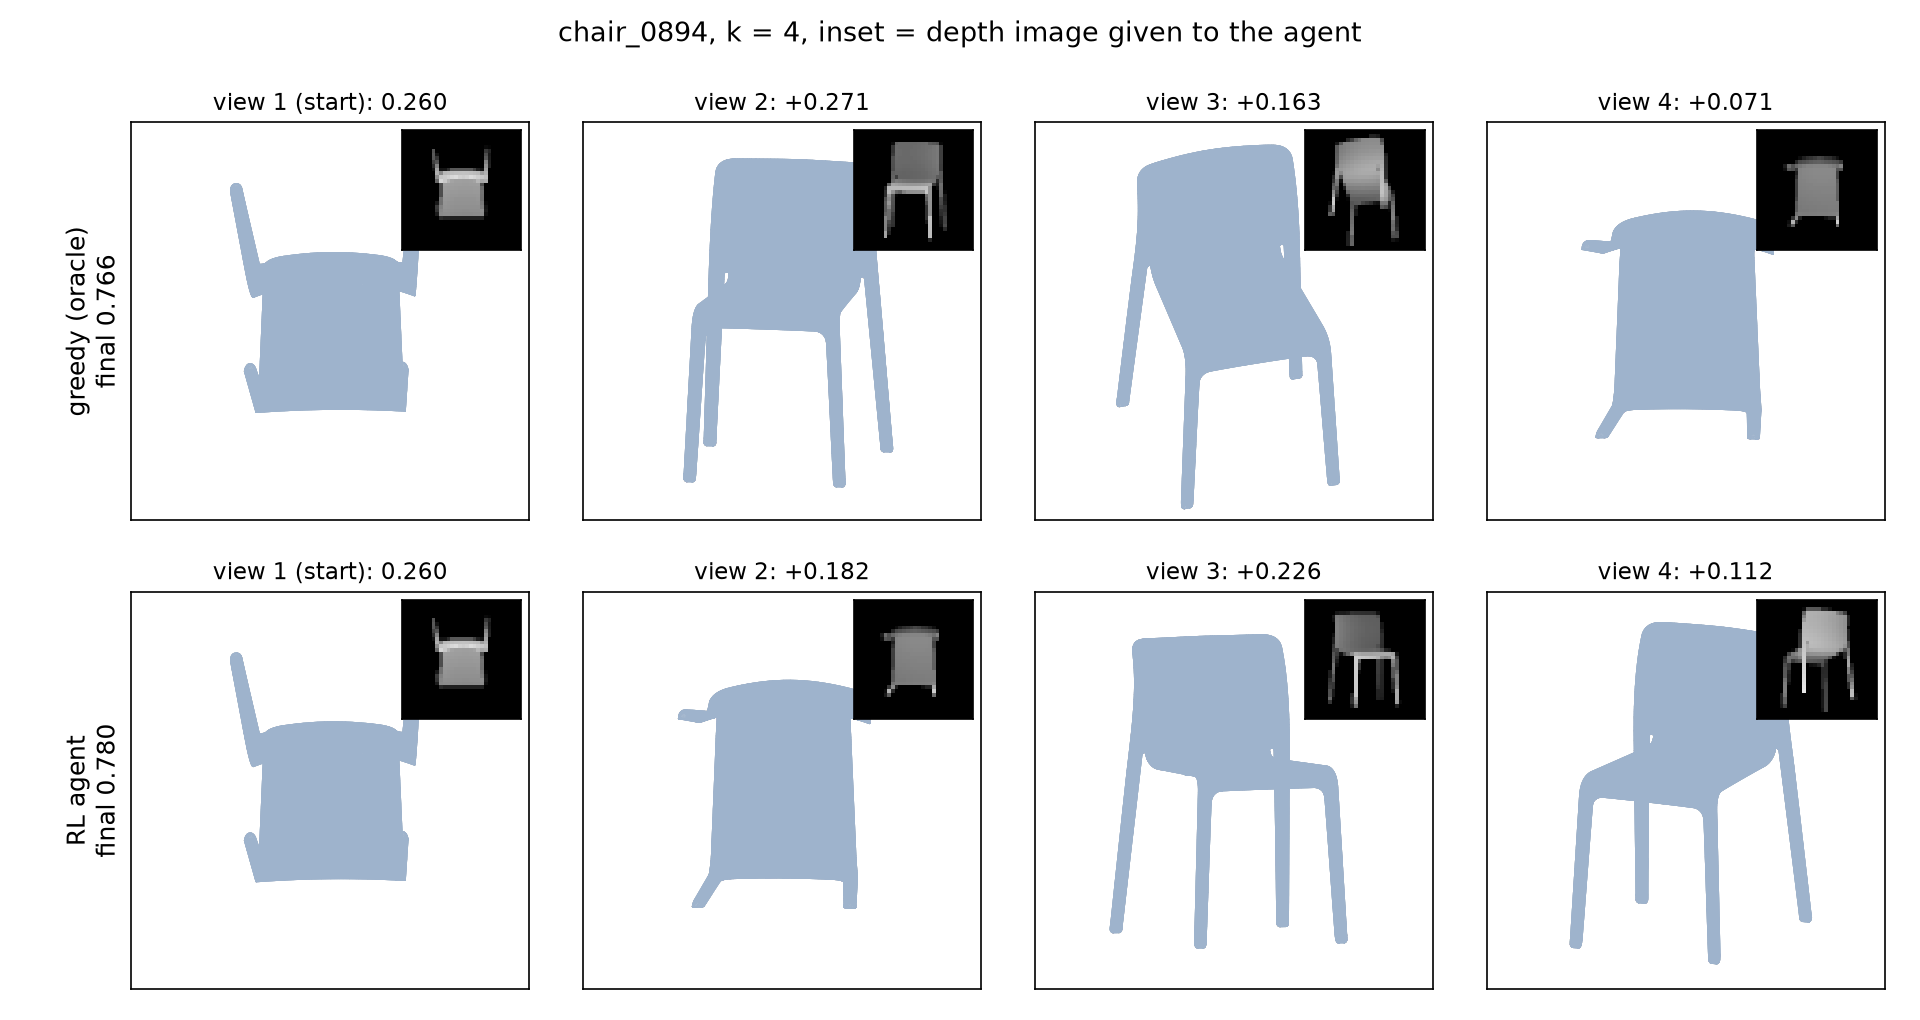 chair_0894, k = 4, inset = depth image given to the agent
greedy (oracle)
final 0.766
view 1 (start): 0.260
view 2: +0.271
view 3: +0.163
view 4: +0.071
RL agent
final 0.780
view 1 (start): 0.260
view 2: +0.182
view 3: +0.226
view 4: +0.112